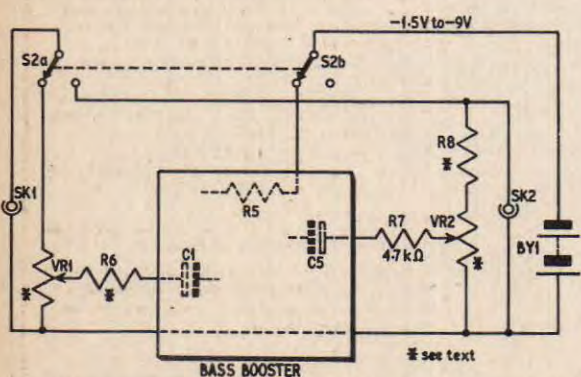 -1.5V to -9V
S2a
S2b
R8
*
SK1
SK2
R5
R7
VR2
C1
C5
4.7kΩ
*
BY1
VR1
R6
*
*
* see text
BASS BOOSTER